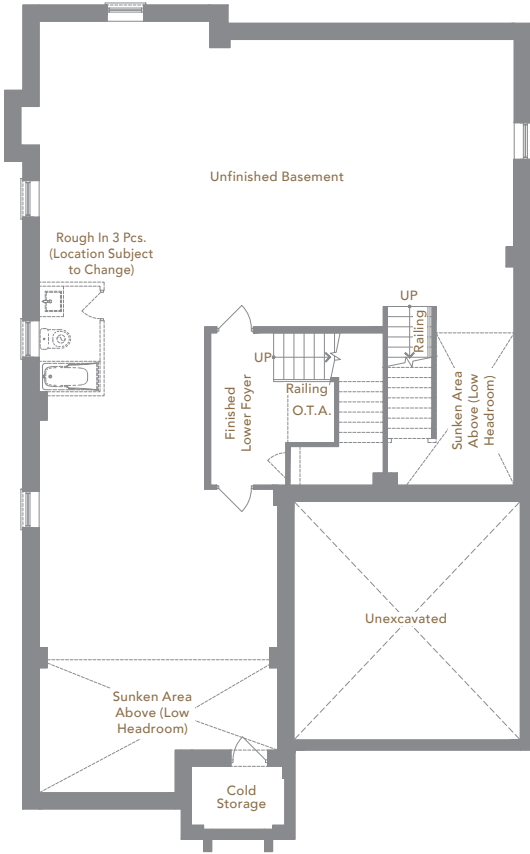 Unfinished Basement
Rough In 3 Pcs.
(Location Subject
to Change)
UP
Railing
UP
Railing
O.T.A.
Finished
Lower Foyer
Sunken Area
Above (Low
Headroom)
Unexcavated
Sunken Area
Above (Low
Headroom)
Cold
Storage